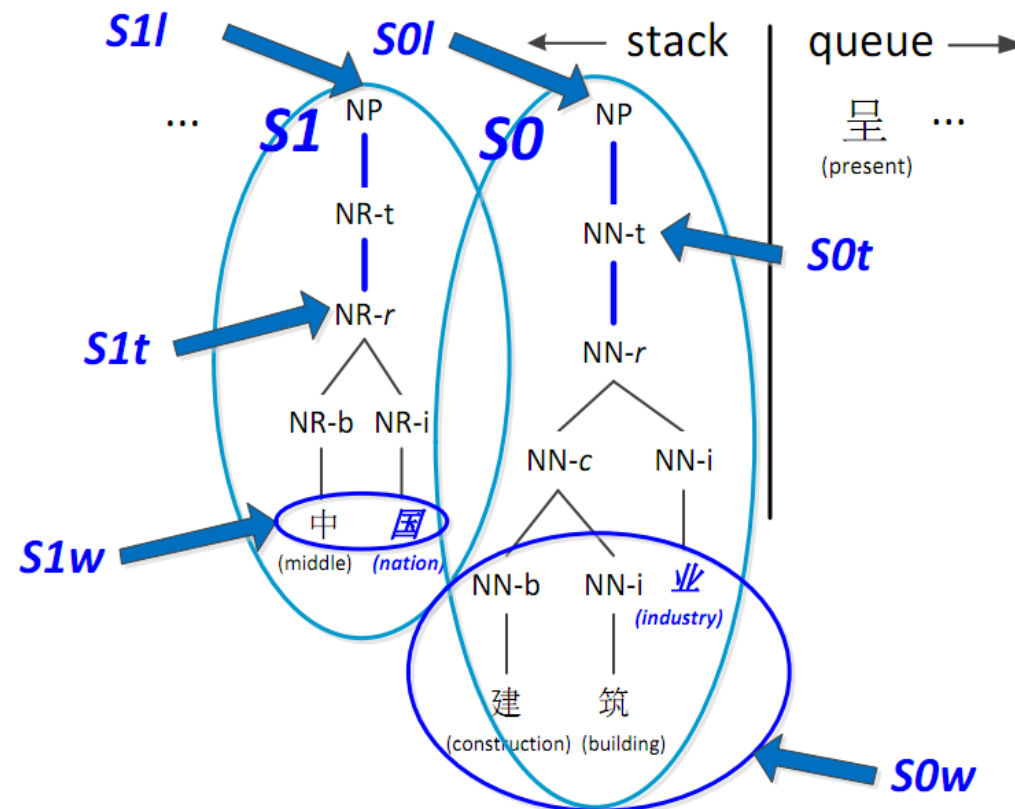 S1l
S0l
stack
queue
...
S1
NP
S0
NP
呈 ...
(present)
NR-t
NN-t
S0t
NR-r
S1t
NN-r
NR-b NR-i
NN-c
NN-i
中 国
(middle) (nation)
S1w
NN-b NN-i 业
(industry)
建 筑
(construction) (building)
S0w